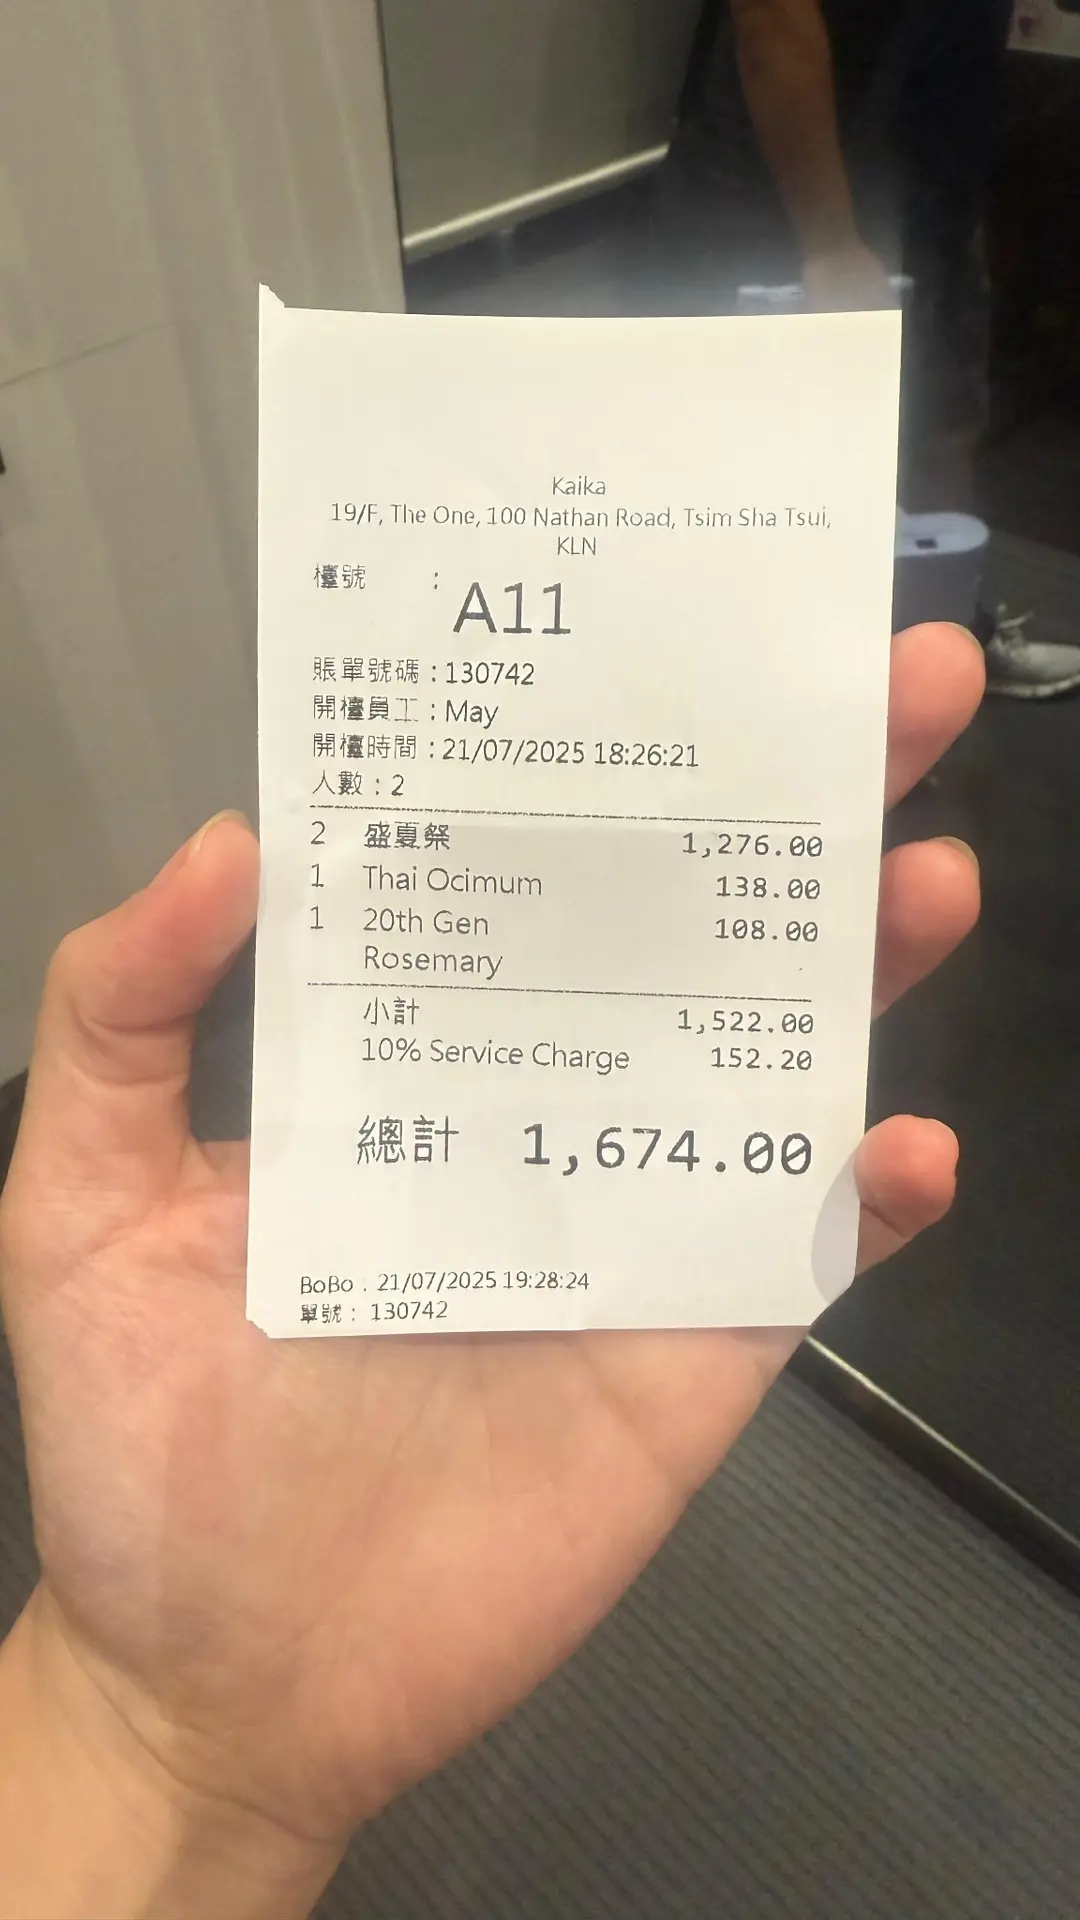 Kaika
19/F, The One, 100 Nathan Road, Tsim Sha Tsui,
KLN
檯號 :
A11
賬單號碼 : 130742
開檯員工 : May
開檯時間 : 21/07/2025 18:26:21
人數 : 2
2 盛夏祭 1,276.00
1 Thai Ocimum 138.00
1 20th Gen 108.00
Rosemary
小計 1,522.00
10% Service Charge 152.20
總計 1,674.00
BoBo : 21/07/2025 19:28:24
單號 : 130742